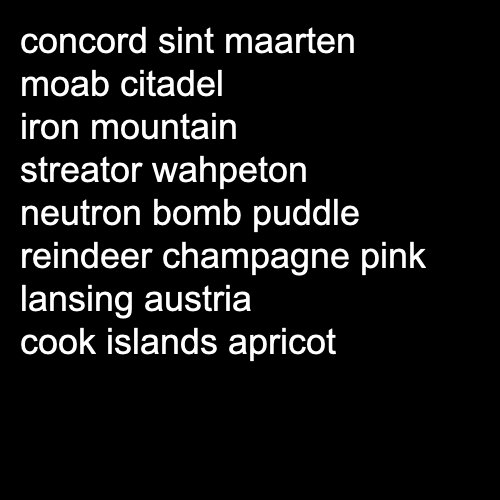 concord sint maarten
moab citadel
iron mountain
streator wahpeton
neutron bomb puddle
reindeer champagne pink
lansing austria
cook islands apricot